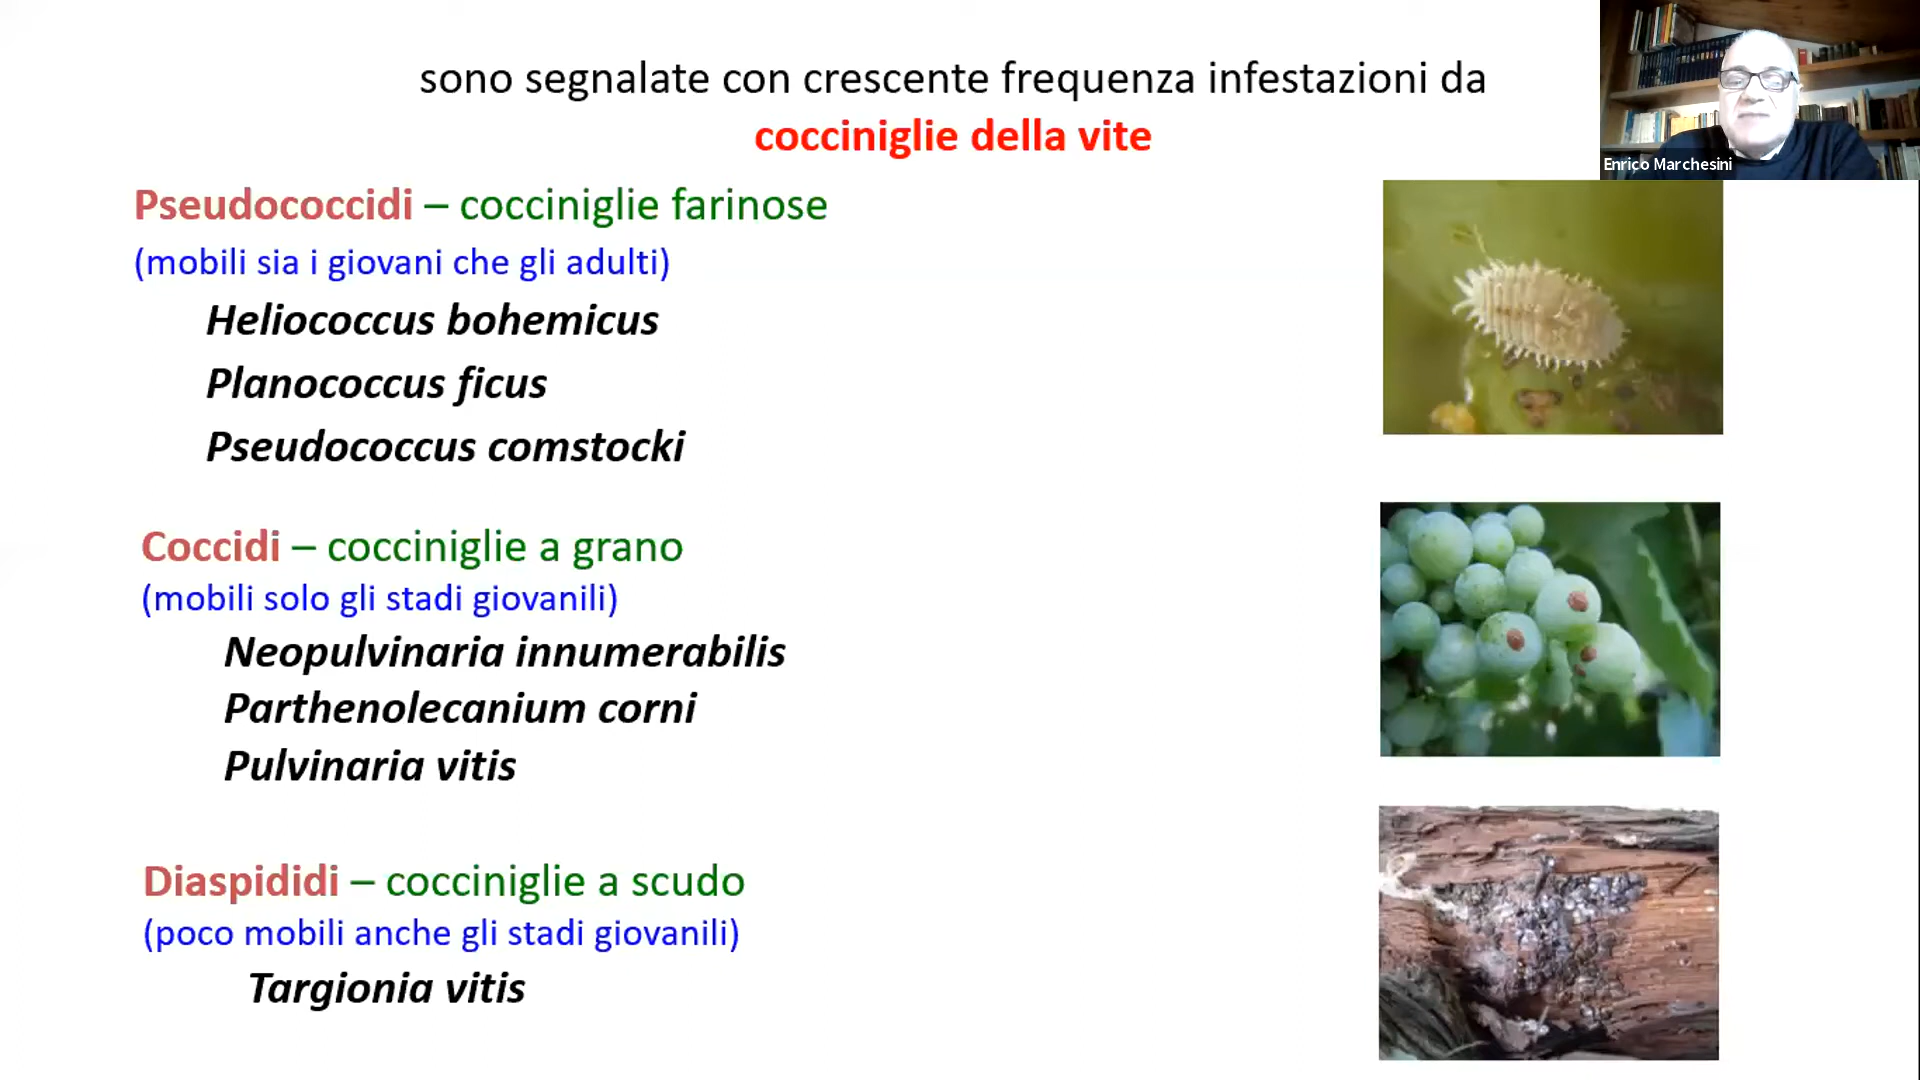 sono segnalate con crescente frequenza infestazioni da
cocciniglie della vite
Enrico Marchesini
Pseudococcidi – cocciniglie farinose
(mobili sia i giovani che gli adulti)
Heliococcus bohemicus
Planococcus ficus
Pseudococcus comstocki
Coccidi – cocciniglie a grano
(mobili solo gli stadi giovanili)
Neopulvinaria innumerabilis
Parthenolecanium corni
Pulvinaria vitis
Diaspididi – cocciniglie a scudo
(poco mobili anche gli stadi giovanili)
Targionia vitis